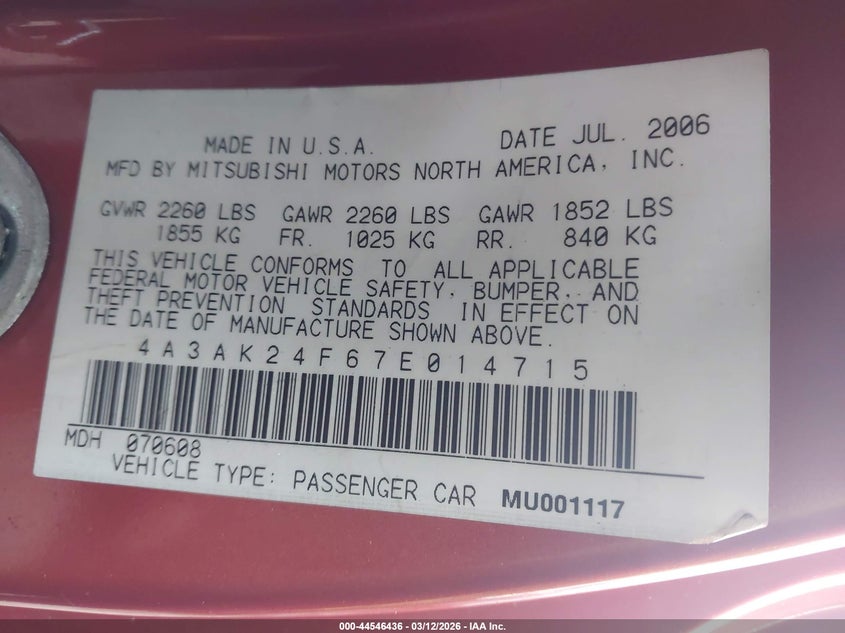 MADE IN U.S.A. DATE JUL. 2006
MFD BY MITSUBISHI MOTORS NORTH AMERICA, INC.
GVWR 2260 LBS GAWR 2260 LBS GAWR 1852 LBS
1855 KG FR. 1025 KG RR. 840 KG
THIS VEHICLE CONFORMS TO ALL APPLICABLE
FEDERAL MOTOR VEHICLE SAFETY, BUMPER, AND
THEFT PREVENTION STANDARDS IN EFFECT ON
THE DATE OF MANUFACTURE SHOWN ABOVE.
4A3AK24F67E014715
MDH 070608
VEHICLE TYPE: PASSENGER CAR MU001117
000-44546436 - 03/12/2026 - IAA Inc.